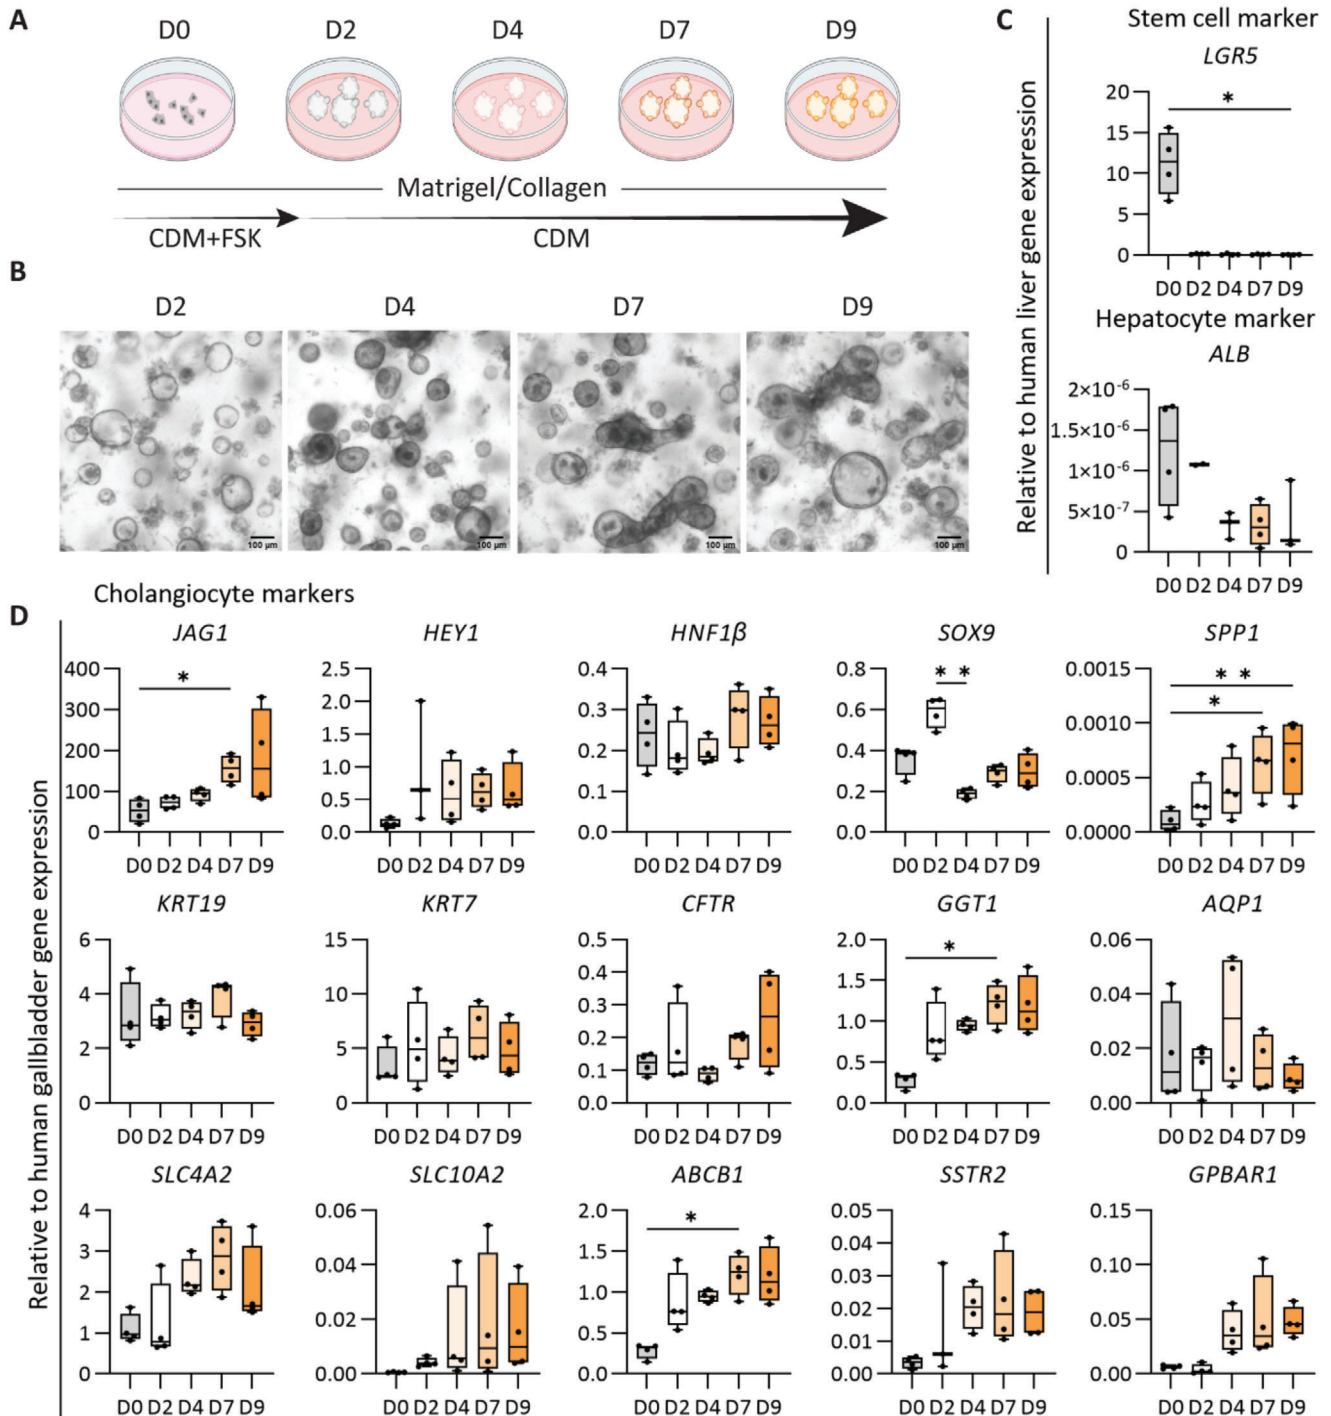 A
D0 D2 D4 D7 D9
Matrigel/Collagen
CDM+FSK CDM
B
D2 D4 D7 D9
100 μm 100 μm 100 μm 100 μm
C
Stem cell marker
LGR5
Relative to human liver gene expression
20
15
10
5
0
*
D0 D2 D4 D7 D9
Hepatocyte marker
ALB
2×10-6
1.5×10-6
1×10-6
5×10-7
0
D0 D2 D4 D7 D9
D
Cholangiocyte markers
Relative to human gallbladder gene expression
JAG1
400
300
200
100
0
*
D0 D2 D4 D7 D9
HEY1
2.5
2.0
1.5
1.0
0.5
0.0
D0 D2 D4 D7 D9
HNF1β
0.4
0.3
0.2
0.1
0.0
D0 D2 D4 D7 D9
SOX9
0.8
0.6
0.4
0.2
0.0
* *
D0 D2 D4 D7 D9
SPP1
0.0015
0.0010
0.0005
0.0000
* *
*
D0 D2 D4 D7 D9
KRT19
6
4
2
0
D0 D2 D4 D7 D9
KRT7
15
10
5
0
D0 D2 D4 D7 D9
CFTR
0.5
0.4
0.3
0.2
0.1
0.0
D0 D2 D4 D7 D9
GGT1
2.0
1.5
1.0
0.5
0.0
*
D0 D2 D4 D7 D9
AQP1
0.06
0.04
0.02
0.00
D0 D2 D4 D7 D9
SLC4A2
4
3
2
1
0
D0 D2 D4 D7 D9
SLC10A2
0.06
0.04
0.02
0.00
D0 D2 D4 D7 D9
ABCB1
2.0
1.5
1.0
0.5
0.0
*
D0 D2 D4 D7 D9
SSTR2
0.05
0.04
0.03
0.02
0.01
0.00
D0 D2 D4 D7 D9
GPBAR1
0.15
0.10
0.05
0.00
D0 D2 D4 D7 D9